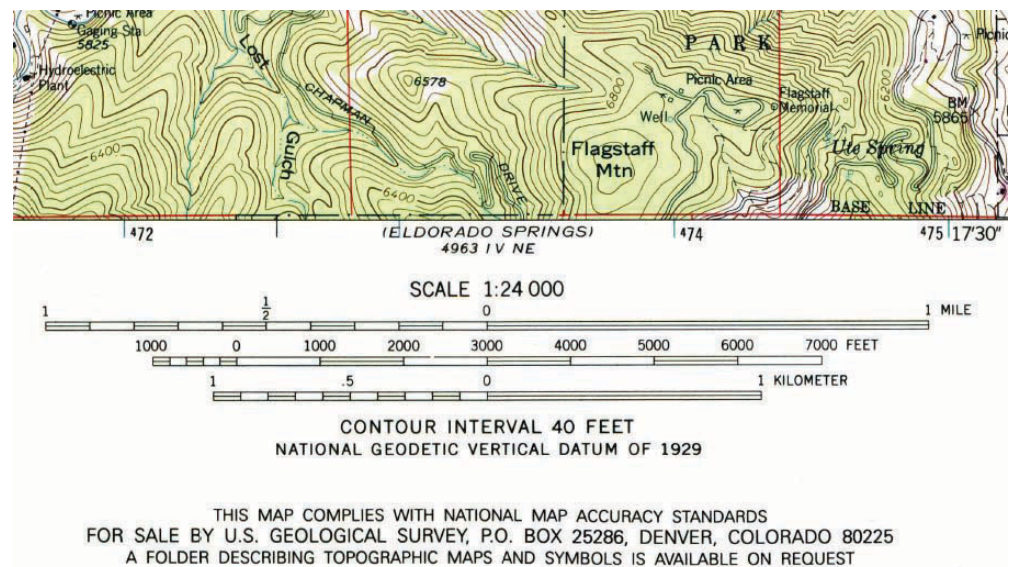 Picnic Area
Gaging Sta
5825
Hydroelectric
Plant
Lost
Gulch
CHAPMAN
DRIVE
6578
6400
6400
PARK
Picnic Area
6800
Well
Flagstaff
Memorial
Flagstaff
Mtn
6200
Picnic
BM
5865
Ute Spring
BASE LINE
472
(ELDORADO SPRINGS)
4963 IV NE
474
475
17'30"
SCALE 1:24 000
1 1/2 0 1 MILE
1000 0 1000 2000 3000 4000 5000 6000 7000 FEET
1 .5 0 1 KILOMETER
CONTOUR INTERVAL 40 FEET
NATIONAL GEODETIC VERTICAL DATUM OF 1929
THIS MAP COMPLIES WITH NATIONAL MAP ACCURACY STANDARDS
FOR SALE BY U.S. GEOLOGICAL SURVEY, P.O. BOX 25286, DENVER, COLORADO 80225
A FOLDER DESCRIBING TOPOGRAPHIC MAPS AND SYMBOLS IS AVAILABLE ON REQUEST